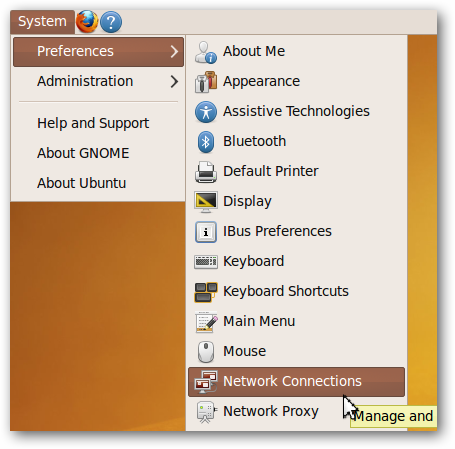 System
Preferences
Administration
Help and Support
About GNOME
About Ubuntu
About Me
Appearance
Assistive Technologies
Bluetooth
Default Printer
Display
IBus Preferences
Keyboard
Keyboard Shortcuts
Main Menu
Mouse
Network Connections
Network Proxy
Manage and